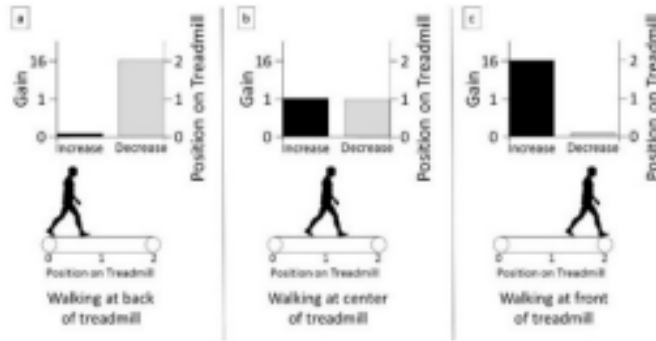 a
Gain
16
1
0
Increase
Decrease
2
1
0
Position on Treadmill
0 1 2
Position on Treadmill
Walking at back
of treadmill
b
Gain
16
1
0
Increase
Decrease
2
1
0
Position on Treadmill
0 1 2
Position on Treadmill
Walking at center
of treadmill
c
Gain
16
1
0
Increase
Decrease
2
1
0
Position on Treadmill
0 1 2
Position on Treadmill
Walking at front
of treadmill